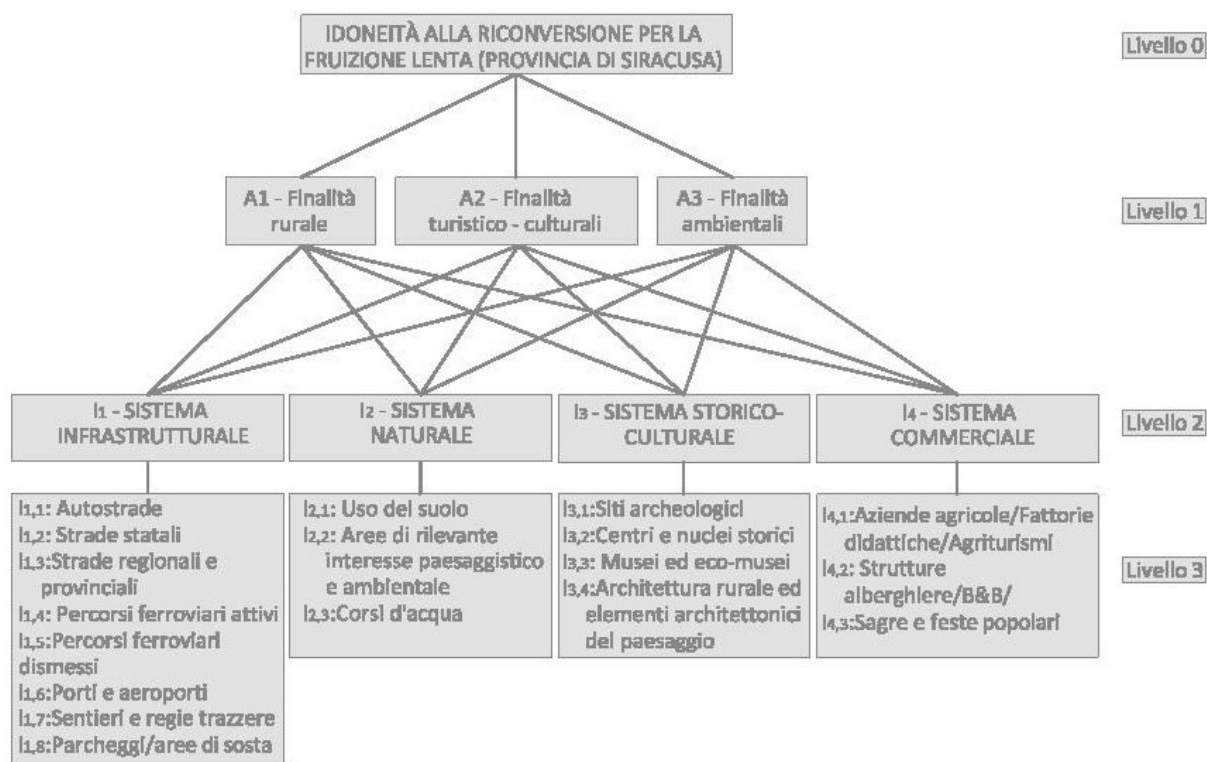 IDONEITÀ ALLA RICONVERSIONE PER LA
FRUIZIONE LENTA (PROVINCIA DI SIRACUSA)
Livello 0
A1 - Finalità
rurale
A2 - Finalità
turistico - culturali
A3 - Finalità
ambientali
Livello 1
I1 - SISTEMA
INFRASTRUTTURALE
I2 - SISTEMA
NATURALE
I3 - SISTEMA STORICO-
CULTURALE
I4 - SISTEMA
COMMERCIALE
Livello 2
I1,1: Autostrade
I1,2: Strade statali
I1,3:Strade regionali e
provinciali
I1,4: Percorsi ferroviari attivi
I1,5:Percorsi ferroviari
dismessi
I1,6:Porti e aeroporti
I1,7:Sentieri e regie trazzere
I1,8:Parcheggi/aree di sosta
I2,1: Uso del suolo
I2,2: Aree di rilevante
interesse paesaggistico
e ambientale
I2,3:Corsi d'acqua
I3,1:Siti archeologici
I3,2:Centri e nuclei storici
I3,3: Musei ed eco-musei
I3,4:Architettura rurale ed
elementi architettonici
del paesaggio
I4,1:Aziende agricole/Fattorie
didattiche/Agriturismi
I4,2: Strutture
alberghiere/B&B/
I4,3:Sagre e feste popolari
Livello 3